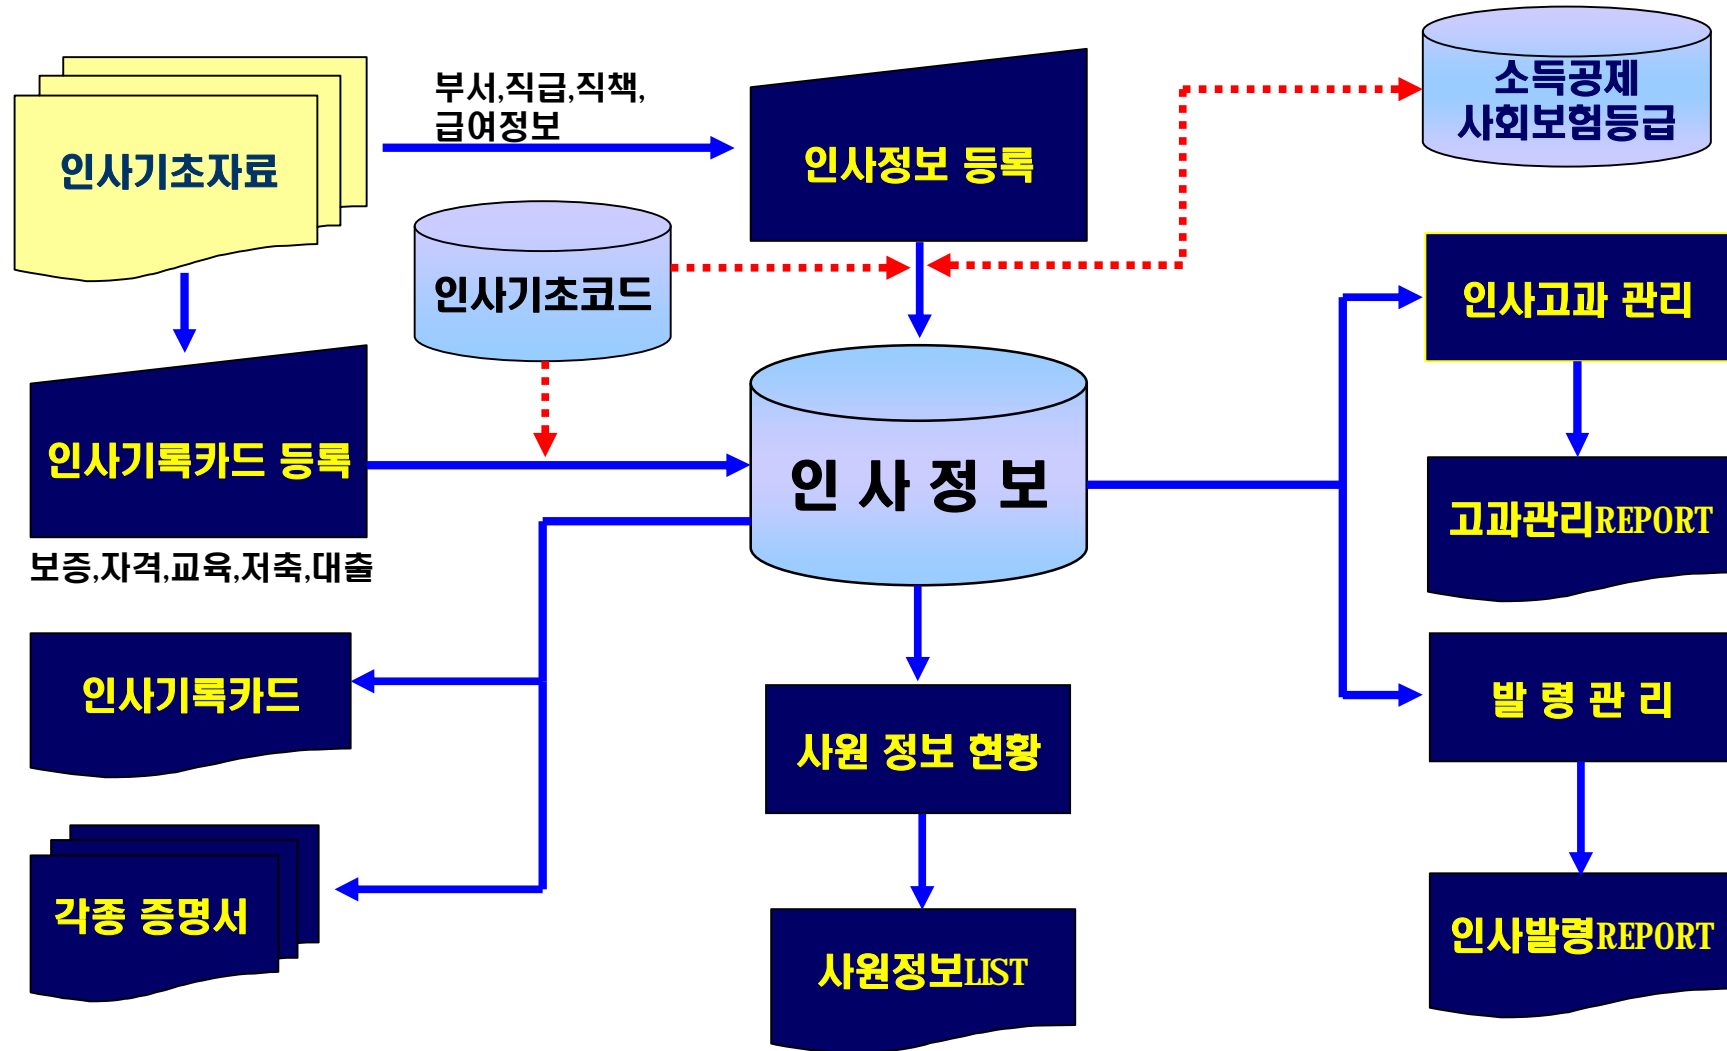 부서,직급,직책,
급여정보
소득공제
사회보험등급
인사기초자료
인사정보 등록
인사기초코드
인사고과 관리
인사기록카드 등록
인 사 정 보
고과관리REPORT
보증,자격,교육,저축,대출
인사기록카드
사원 정보 현황
발 령 관 리
각종 증명서
사원정보LIST
인사발령REPORT